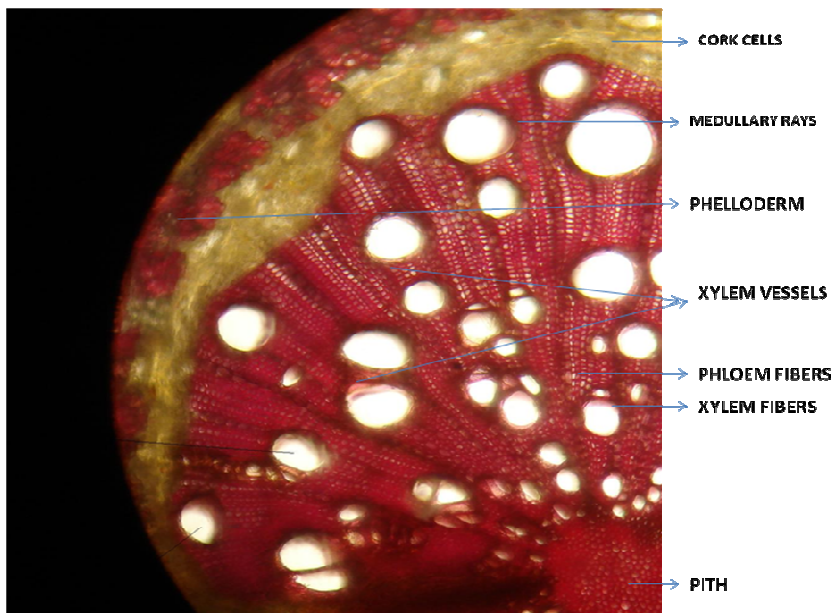 CORK CELLS
MEDULLARY RAYS
PHELLODERM
XYLEM VESSELS
PHLOEM FIBERS
XYLEM FIBERS
PITH